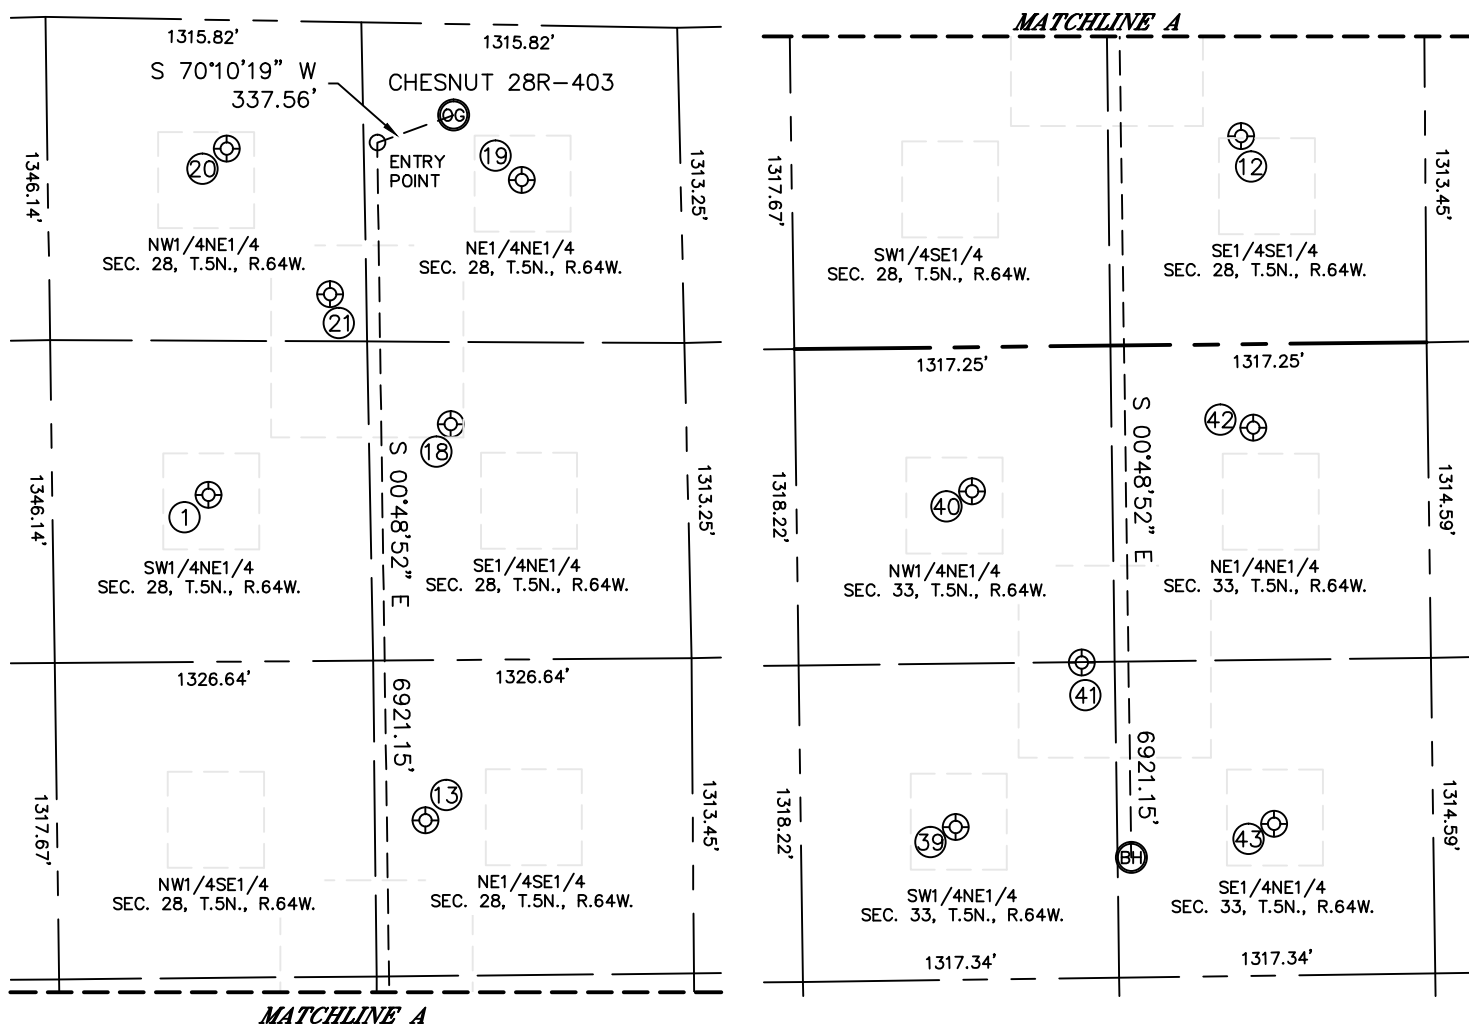 1315.82'
1315.82'
S 70°10'19" W
337.56'
CHESNUT 28R-403
OG
ENTRY
POINT
20
19
1346.14'
1313.25'
NW1/4NE1/4
SEC. 28, T.5N., R.64W.
NE1/4NE1/4
SEC. 28, T.5N., R.64W.
21
18
1
S 00°48'52" E
1346.14'
1313.25'
SW1/4NE1/4
SEC. 28, T.5N., R.64W.
SE1/4NE1/4
SEC. 28, T.5N., R.64W.
1326.64'
1326.64'
6921.15'
13
1317.67'
1313.45'
NW1/4SE1/4
SEC. 28, T.5N., R.64W.
NE1/4SE1/4
SEC. 28, T.5N., R.64W.
MATCHLINE A
MATCHLINE A
1317.67'
1313.45'
12
SW1/4SE1/4
SEC. 28, T.5N., R.64W.
SE1/4SE1/4
SEC. 28, T.5N., R.64W.
1317.25'
1317.25'
S 00°48'52" E
42
40
1318.22'
1314.59'
NW1/4NE1/4
SEC. 33, T.5N., R.64W.
NE1/4NE1/4
SEC. 33, T.5N., R.64W.
41
6921.15'
1318.22'
1314.59'
39
43
BH
SW1/4NE1/4
SEC. 33, T.5N., R.64W.
SE1/4NE1/4
SEC. 33, T.5N., R.64W.
1317.34'
1317.34'